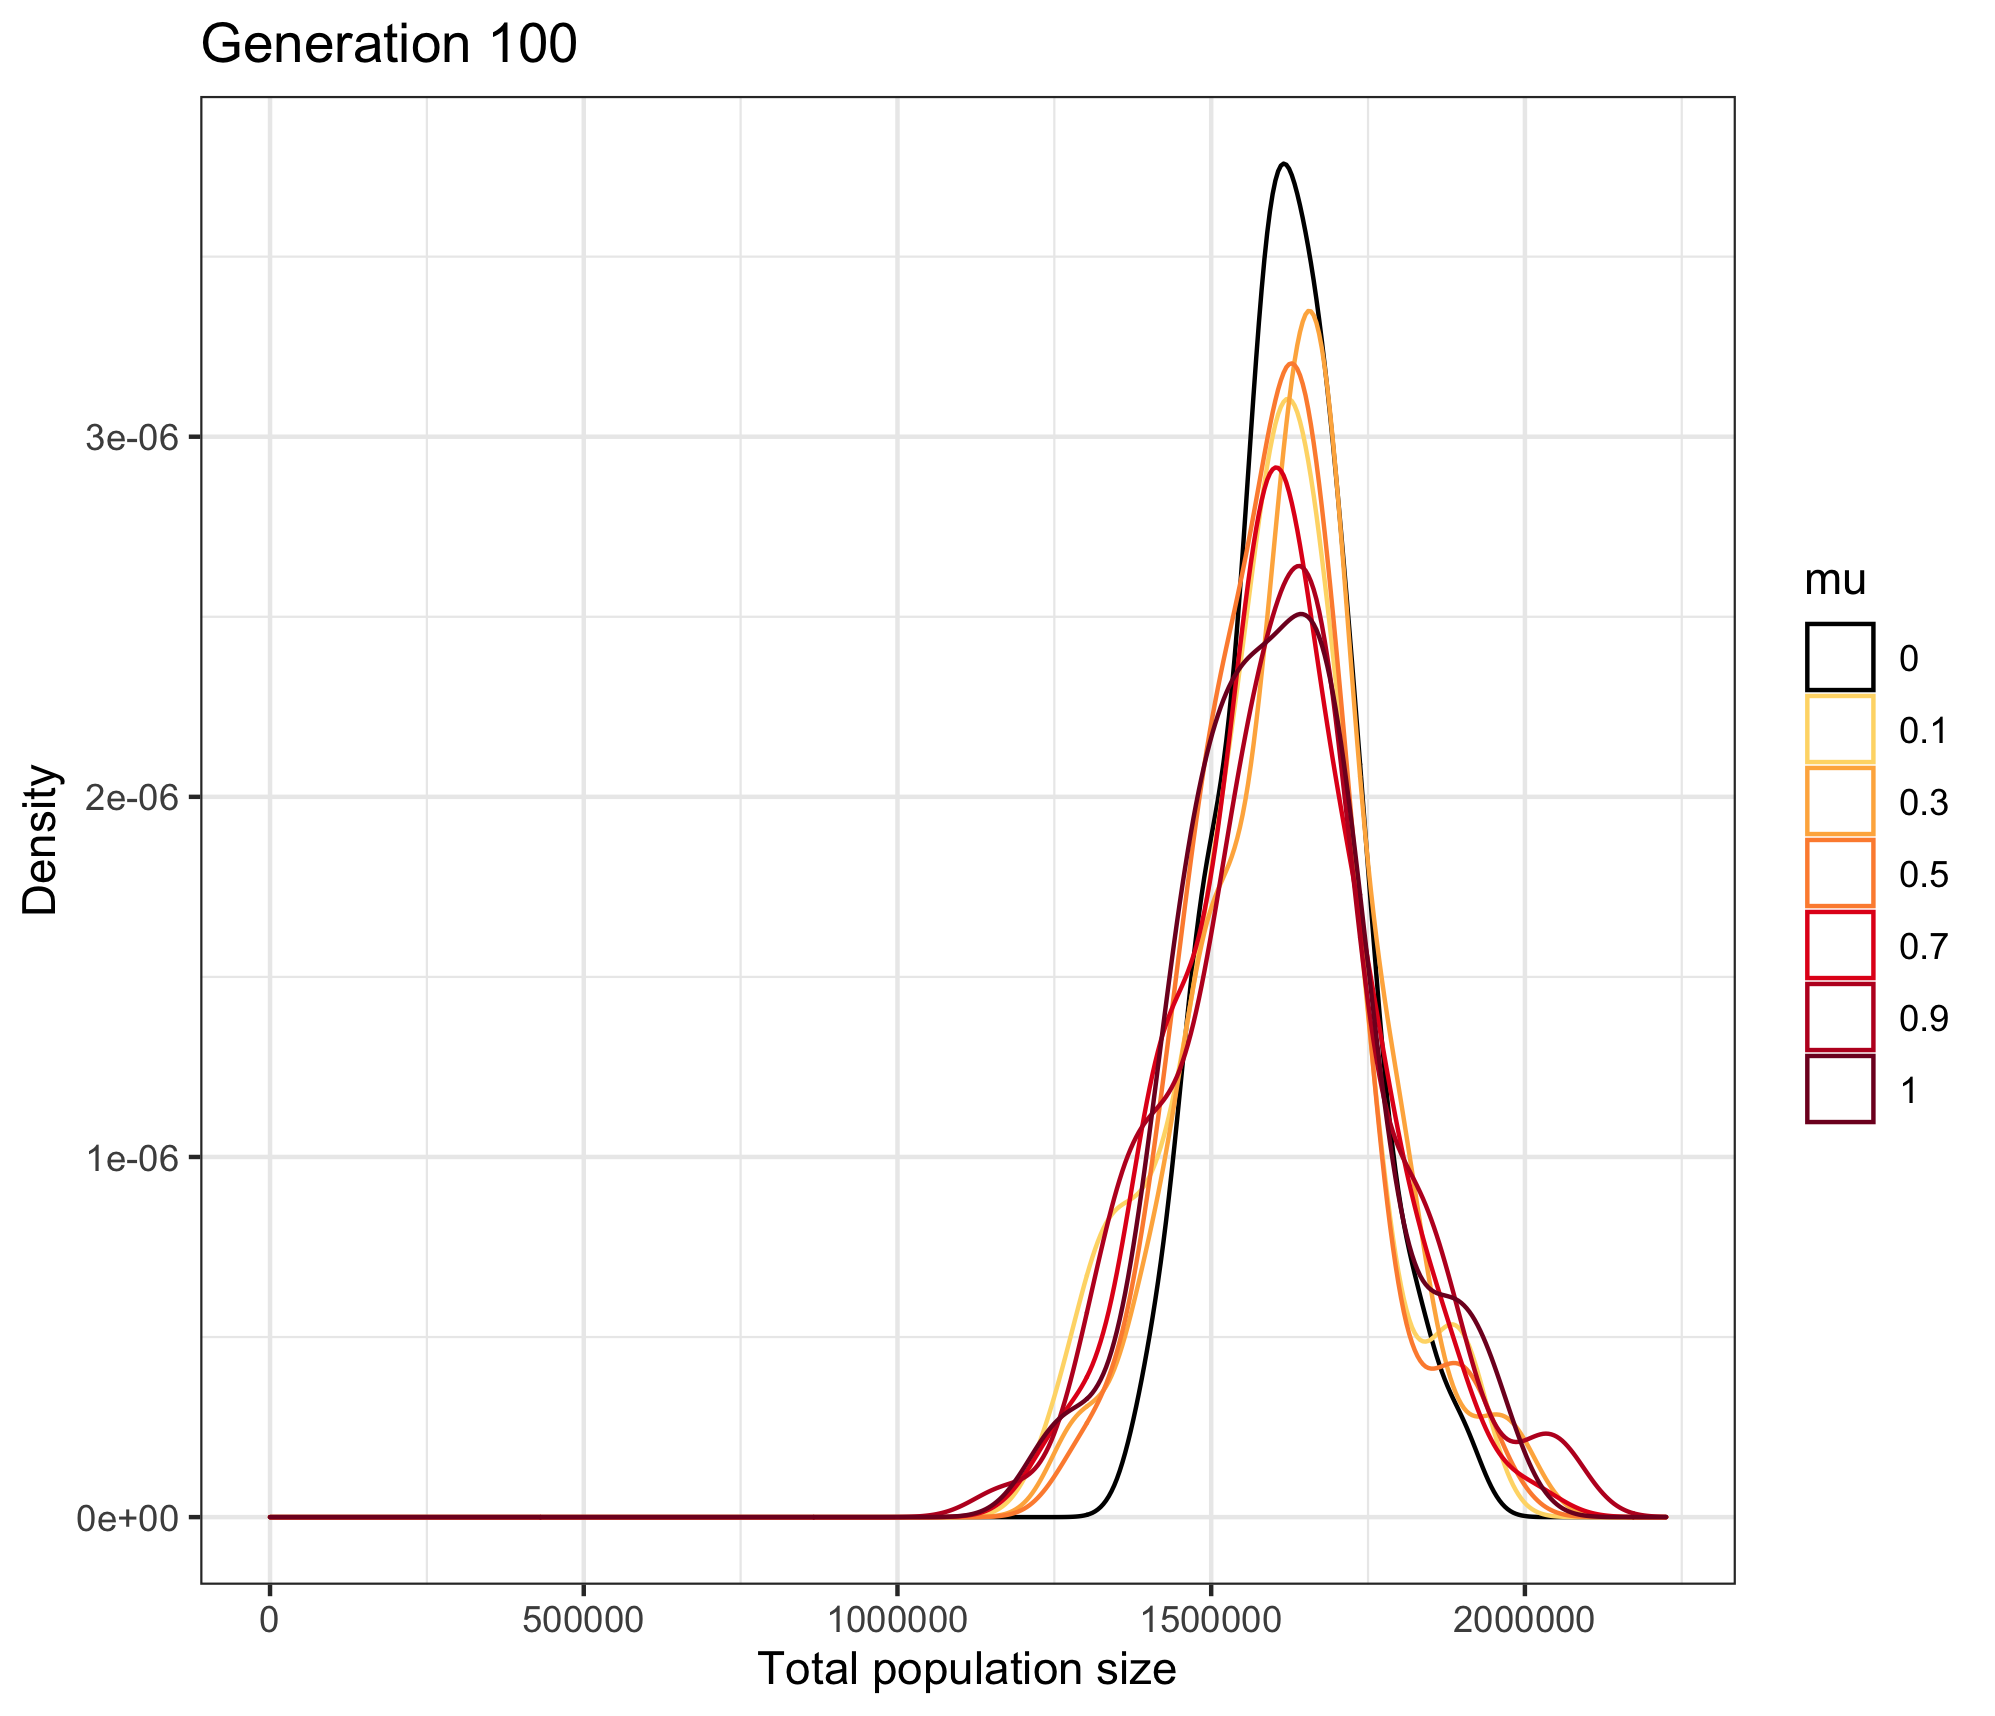 Generation 100
Density
3e-06
2e-06
1e-06
0e+00
0
500000
1000000
1500000
2000000
Total population size
mu
0
0.1
0.3
0.5
0.7
0.9
1